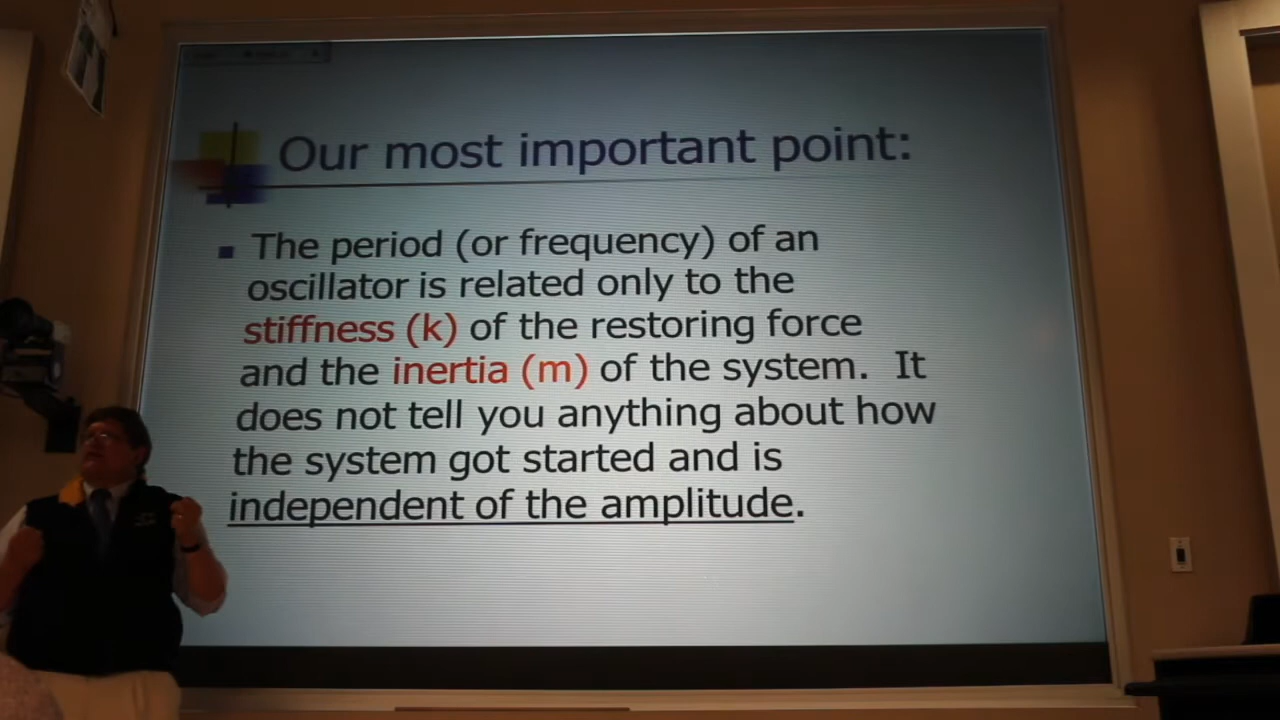 Our most important point:
The period (or frequency) of an
oscillator is related only to the
stiffness (k) of the restoring force
and the inertia (m) of the system. It
does not tell you anything about how
the system got started and is
independent of the amplitude.